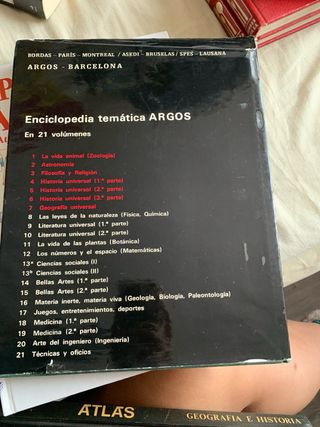 BORDAS - PARÍS - MONTREAL / ASEDI - BRUSELAS / SPES - LAUSANA
ARGOS - BARCELONA
Enciclopedia temática ARGOS
En 21 volúmenes
1 La vida animal (Zoología)
2 Astronomía
3 Filosofía y Religión
4 Historia universal (1.ª parte)
5 Historia universal (2.ª parte)
6 Historia universal (3.ª parte)
7 Geografía universal
8 Las leyes de la naturaleza (Física, Química)
9 Literatura universal (1.ª parte)
10 Literatura universal (2.ª parte)
11 La vida de las plantas (Botánica)
12 Los números y el espacio (Matemáticas)
13ª Ciencias sociales (I)
13ᵇ Ciencias sociales (II)
14 Bellas Artes (1.ª parte)
15 Bellas Artes (2.ª parte)
16 Materia inerte, materia viva (Geología, Biología, Paleontología)
17 Juegos, entretenimientos, deportes
18 Medicina (1.ª parte)
19 Medicina (2.ª parte)
20 Arte del ingeniero (Ingeniería)
21 Técnicas y oficios
ATLAS GEOGRAFIA E HISTORIA